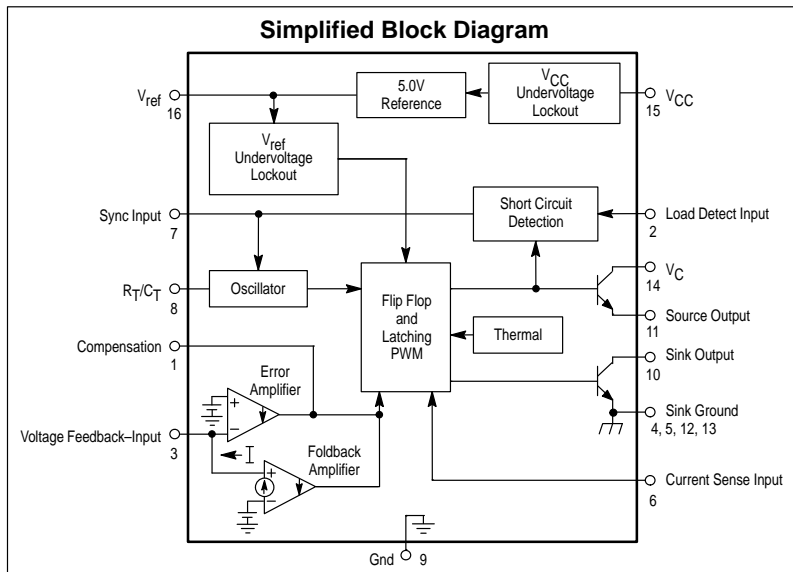 Simplified Block Diagram
Vref
16
5.0V
Reference
VCC
Undervoltage
Lockout
VCC
15
Vref
Undervoltage
Lockout
Sync Input
7
Short Circuit
Detection
Load Detect Input
2
RT/CT
8
Oscillator
Flip Flop
and
Latching
PWM
VC
14
Thermal
Source Output
11
Compensation
1
Sink Output
10
Error
Amplifier
+
–
Sink Ground
4, 5, 12, 13
Voltage Feedback–Input
3
I
Foldback
Amplifier
+
–
Current Sense Input
6
Gnd
9